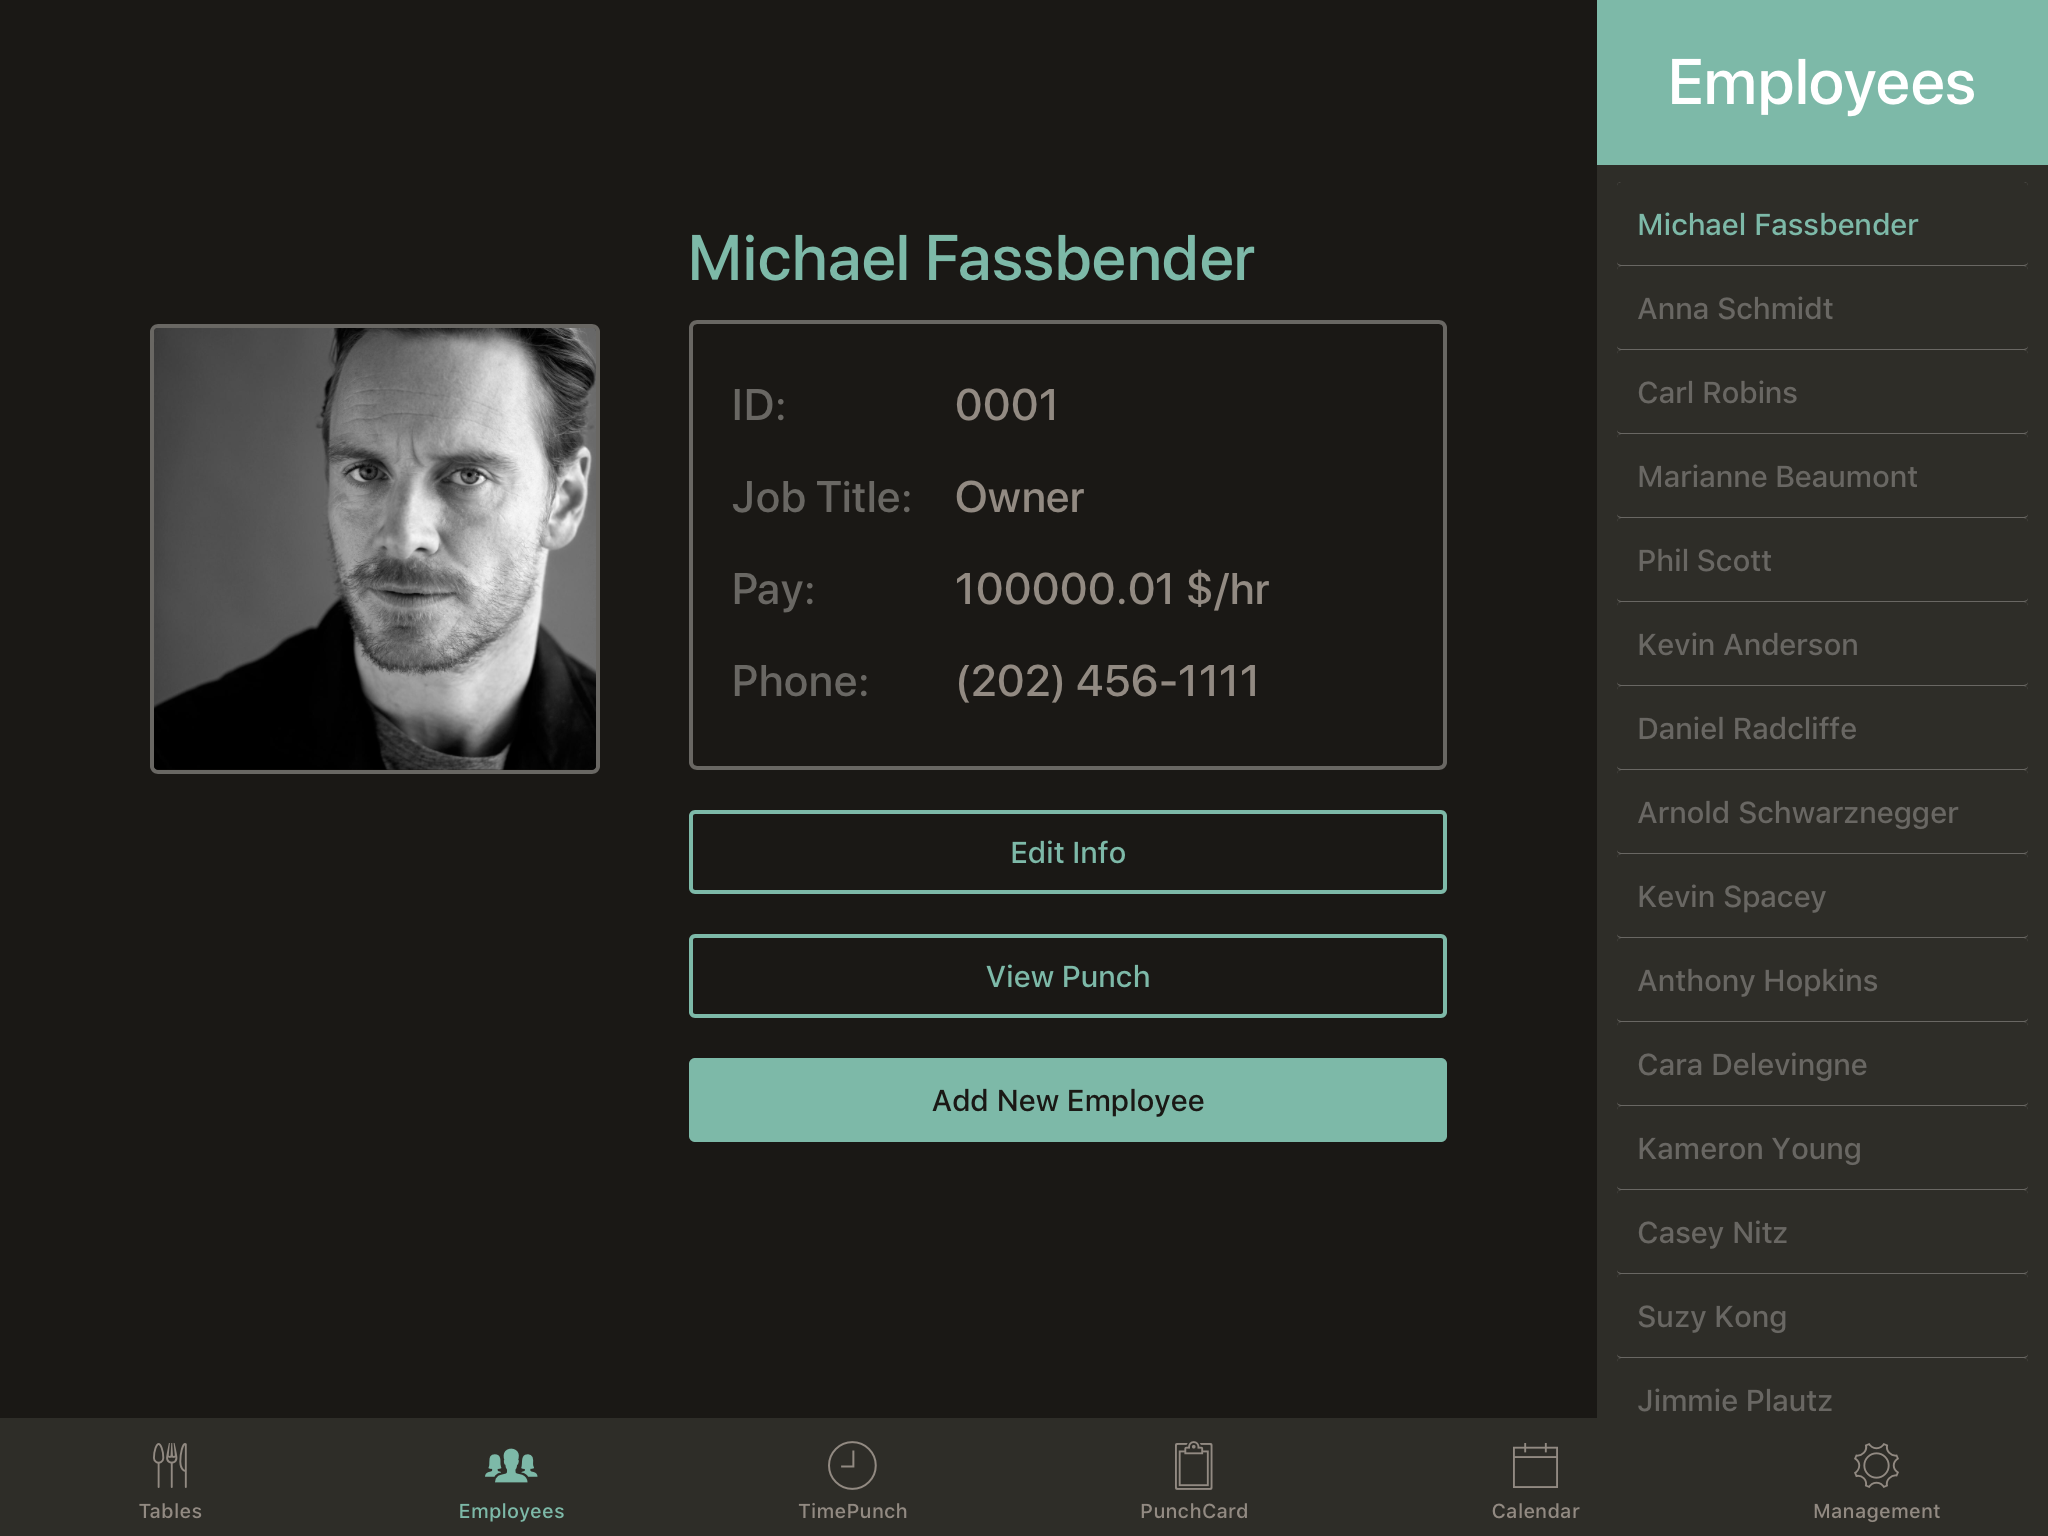 Employees
Michael Fassbender
ID: 0001
Job Title: Owner
Pay: 100000.01 $/hr
Phone: (202) 456-1111
Edit Info
View Punch
Add New Employee
Michael Fassbender
Anna Schmidt
Carl Robins
Marianne Beaumont
Phil Scott
Kevin Anderson
Daniel Radcliffe
Arnold Schwarznegger
Kevin Spacey
Anthony Hopkins
Cara Delevingne
Kameron Young
Casey Nitz
Suzy Kong
Jimmie Plautz
Tables
Employees
TimePunch
PunchCard
Calendar
Management